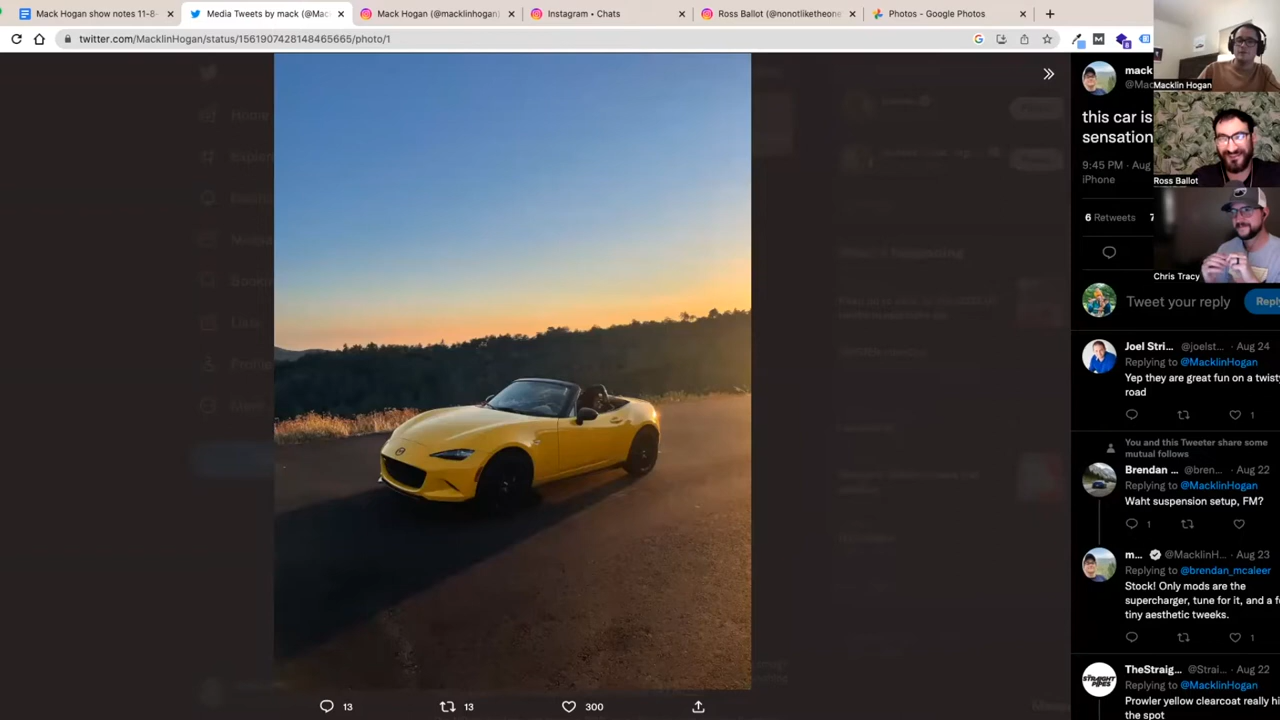 Mack Hogan show notes 11-8-
Media Tweets by mack (@Mac
Mack Hogan (@macklinhogan)
Instagram • Chats
Ross Ballot (@nonotliketheone
Photos - Google Photos
twitter.com/MacklinHogan/status/1561907428148465665/photo/1
mack
@Mac
Macklin Hogan
this car is
sensation
9:45 PM · Aug
iPhone
Ross Ballot
6 Retweets 7
Chris Tracy
Tweet your reply
Reply
Joel Stri... @joelst... · Aug 24
Replying to @MacklinHogan
Yep they are great fun on a twist
road
1
You and this Tweeter share some
mutual follows
Brendan ... @bren... · Aug 22
Replying to @MacklinHogan
Waht suspension setup, FM?
1
m... @MacklinH... · Aug 23
Replying to @brendan_mcaleer
Stock! Only mods are the
supercharger, tune for it, and a f
tiny aesthetic tweeks.
1
TheStraig... @Strai... · Aug 22
Replying to @MacklinHogan
Prowler yellow clearcoat really hi
the spot
STRAIGHT PIPES
13
13
300